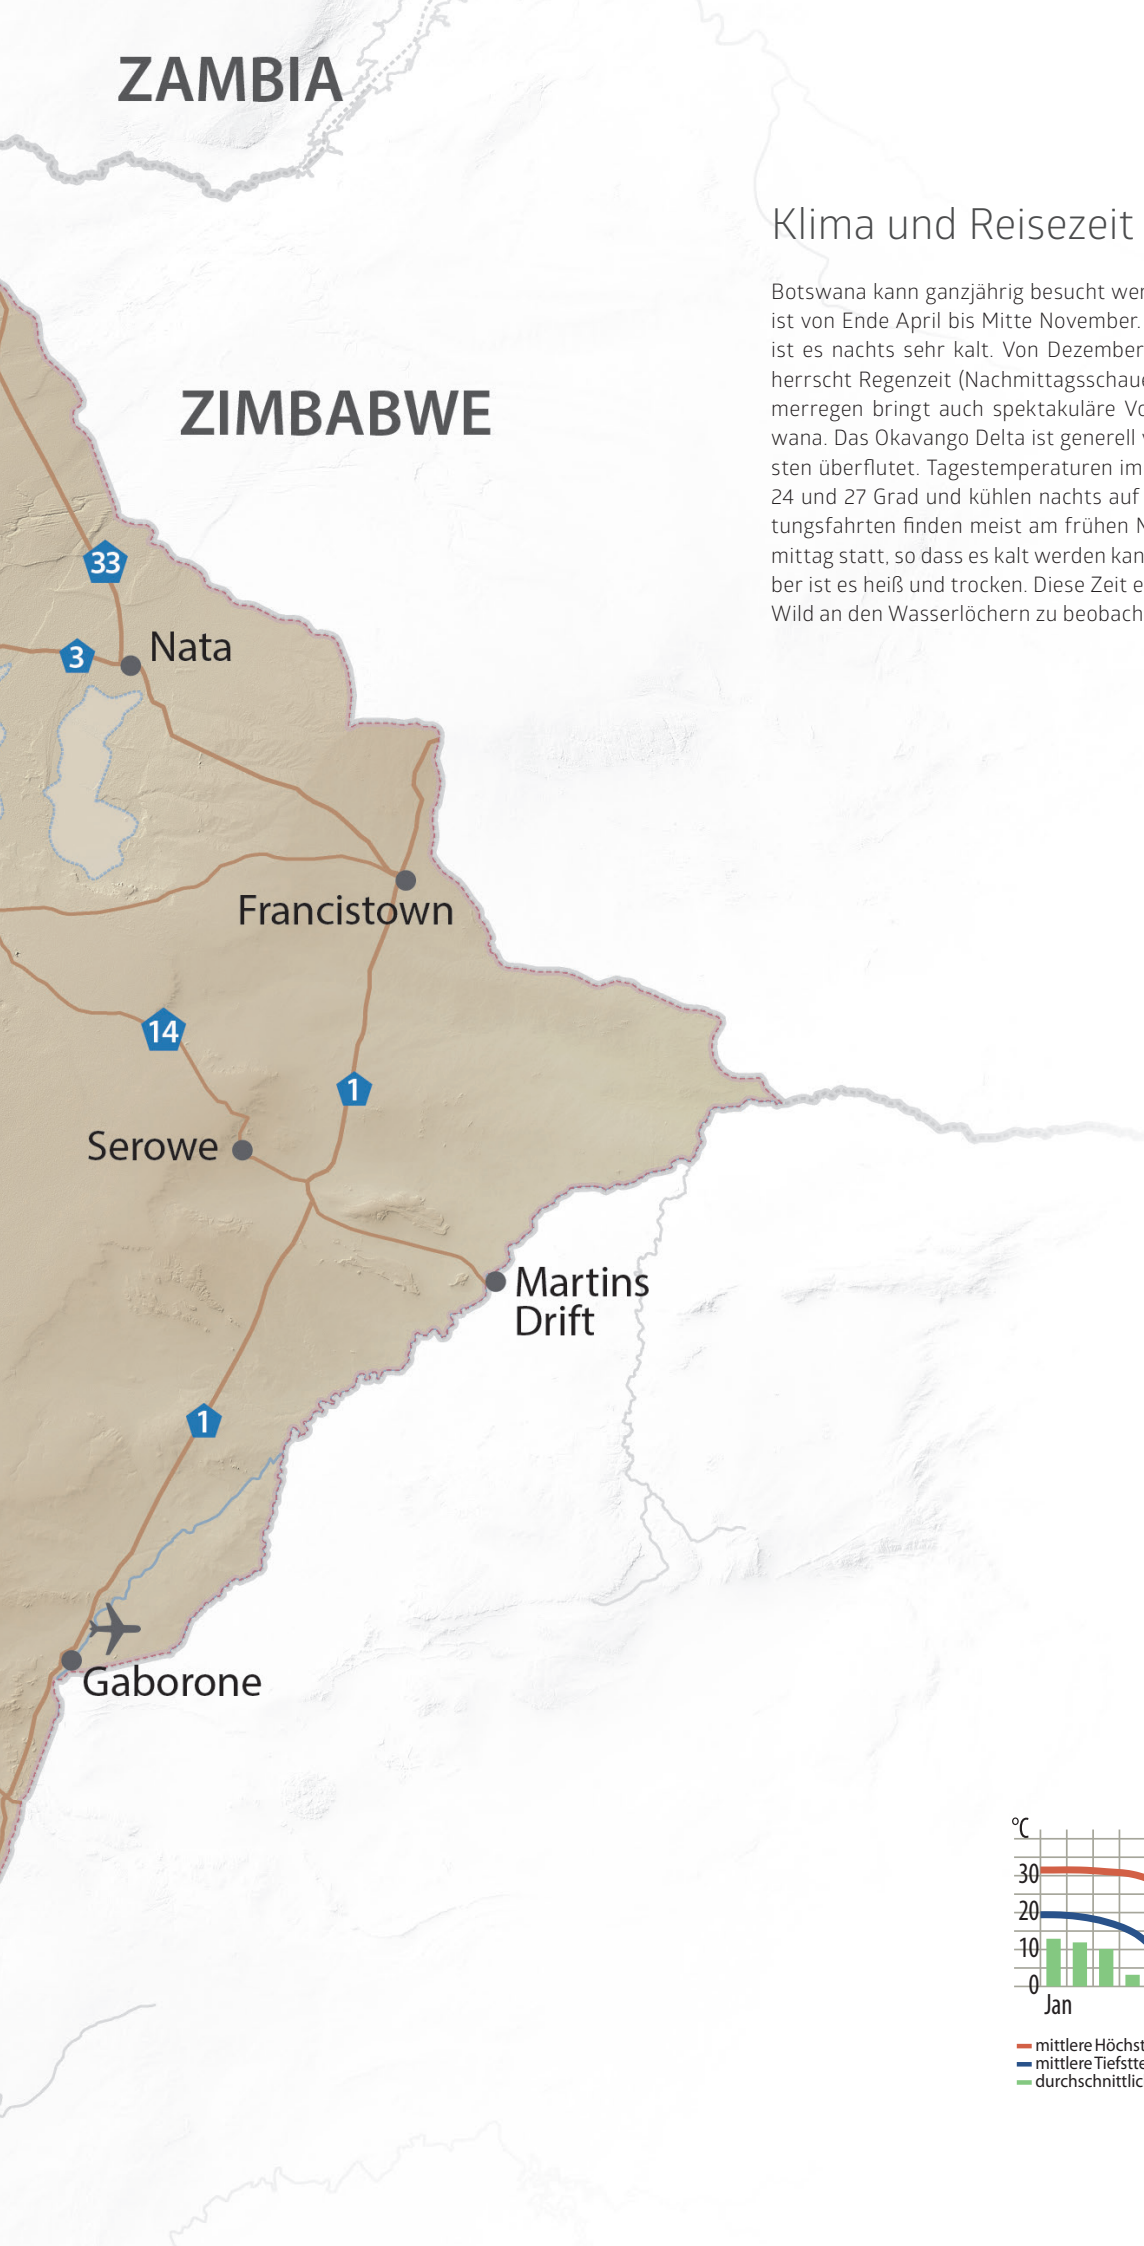 ZAMBIA
Klima und Reisezeit
Botswana kann ganzjährig besucht wer
ist von Ende April bis Mitte November.
ist es nachts sehr kalt. Von Dezember
herrscht Regenzeit (Nachmittagsschaue
merregen bringt auch spektakuläre Vo
wana. Das Okavango Delta ist generell v
sten überflutet. Tagestemperaturen im
24 und 27 Grad und kühlen nachts auf
tungsfahrten finden meist am frühen M
mittag statt, so dass es kalt werden kan
ber ist es heiß und trocken. Diese Zeit e
Wild an den Wasserlöchern zu beobach
ZIMBABWE
33
3
Nata
Francistown
14
1
Serowe
Martins
Drift
1
Gaborone
°C
30
20
10
0
Jan
mittlere Höchst
mittlere Tiefstte
durchschnittlic